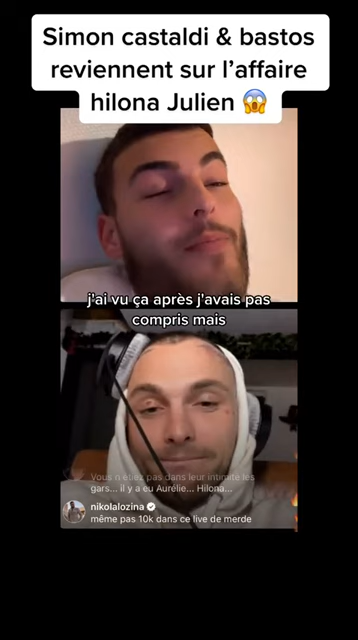 Simon castaldi & bastos
reviennent sur l’affaire
hilona Julien 😱
j'ai vu ça après j'avais pas
compris mais
Vous n'étiez pas dans leur intimité les
gars... il y a eu Aurélie... Hilona...
nikolalozina
même pas 10k dans ce live de merde